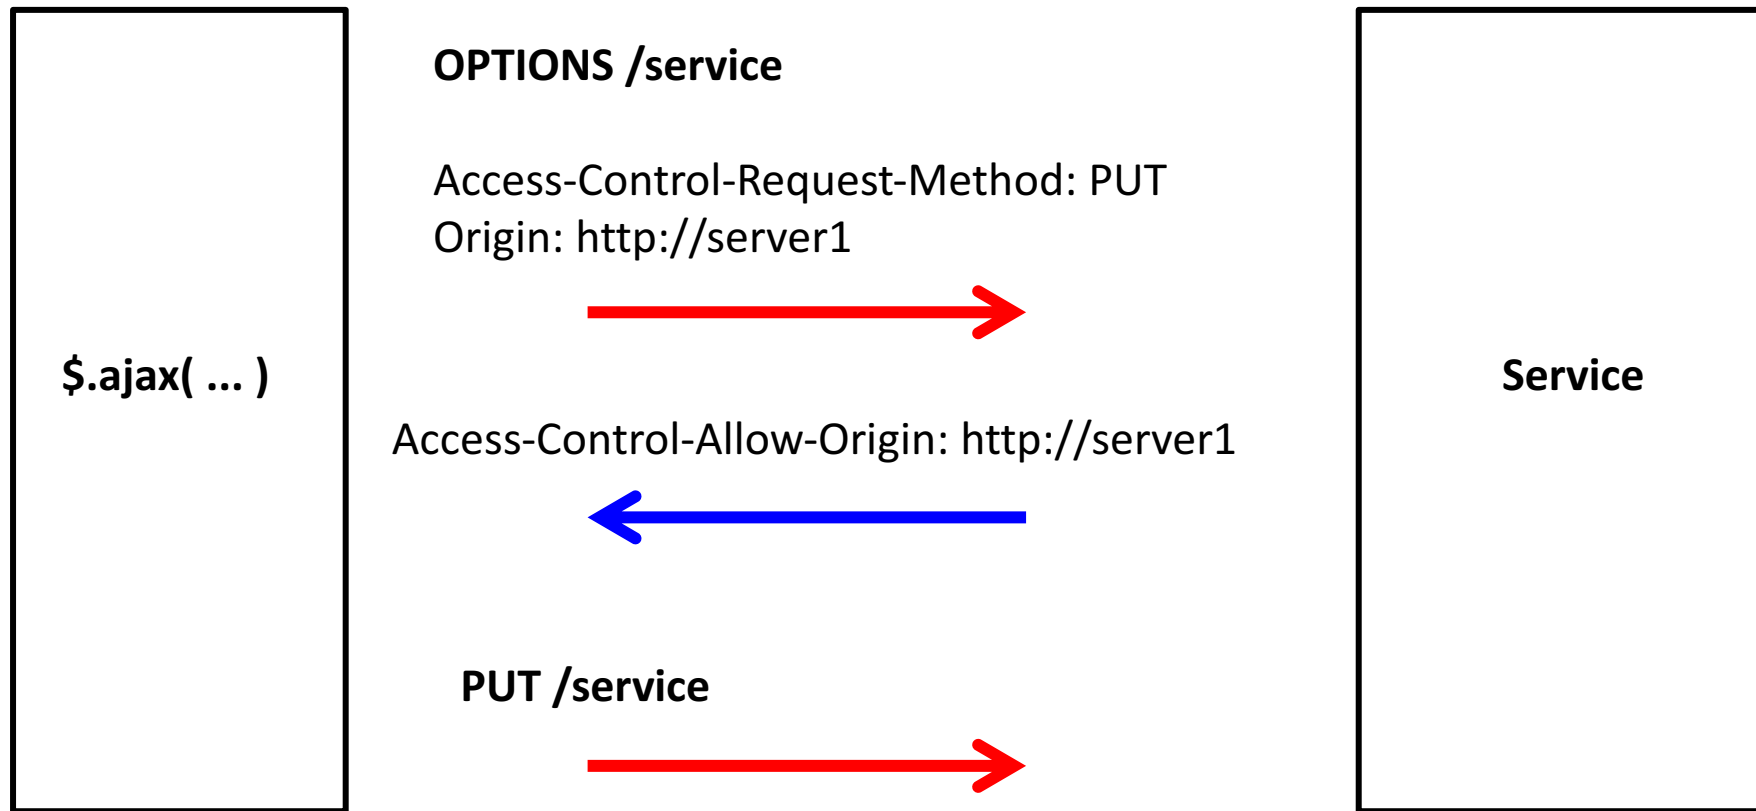 OPTIONS /service
Access-Control-Request-Method: PUT
Origin: http://server1
$.ajax( ... )
Service
Access-Control-Allow-Origin: http://server1
PUT /service